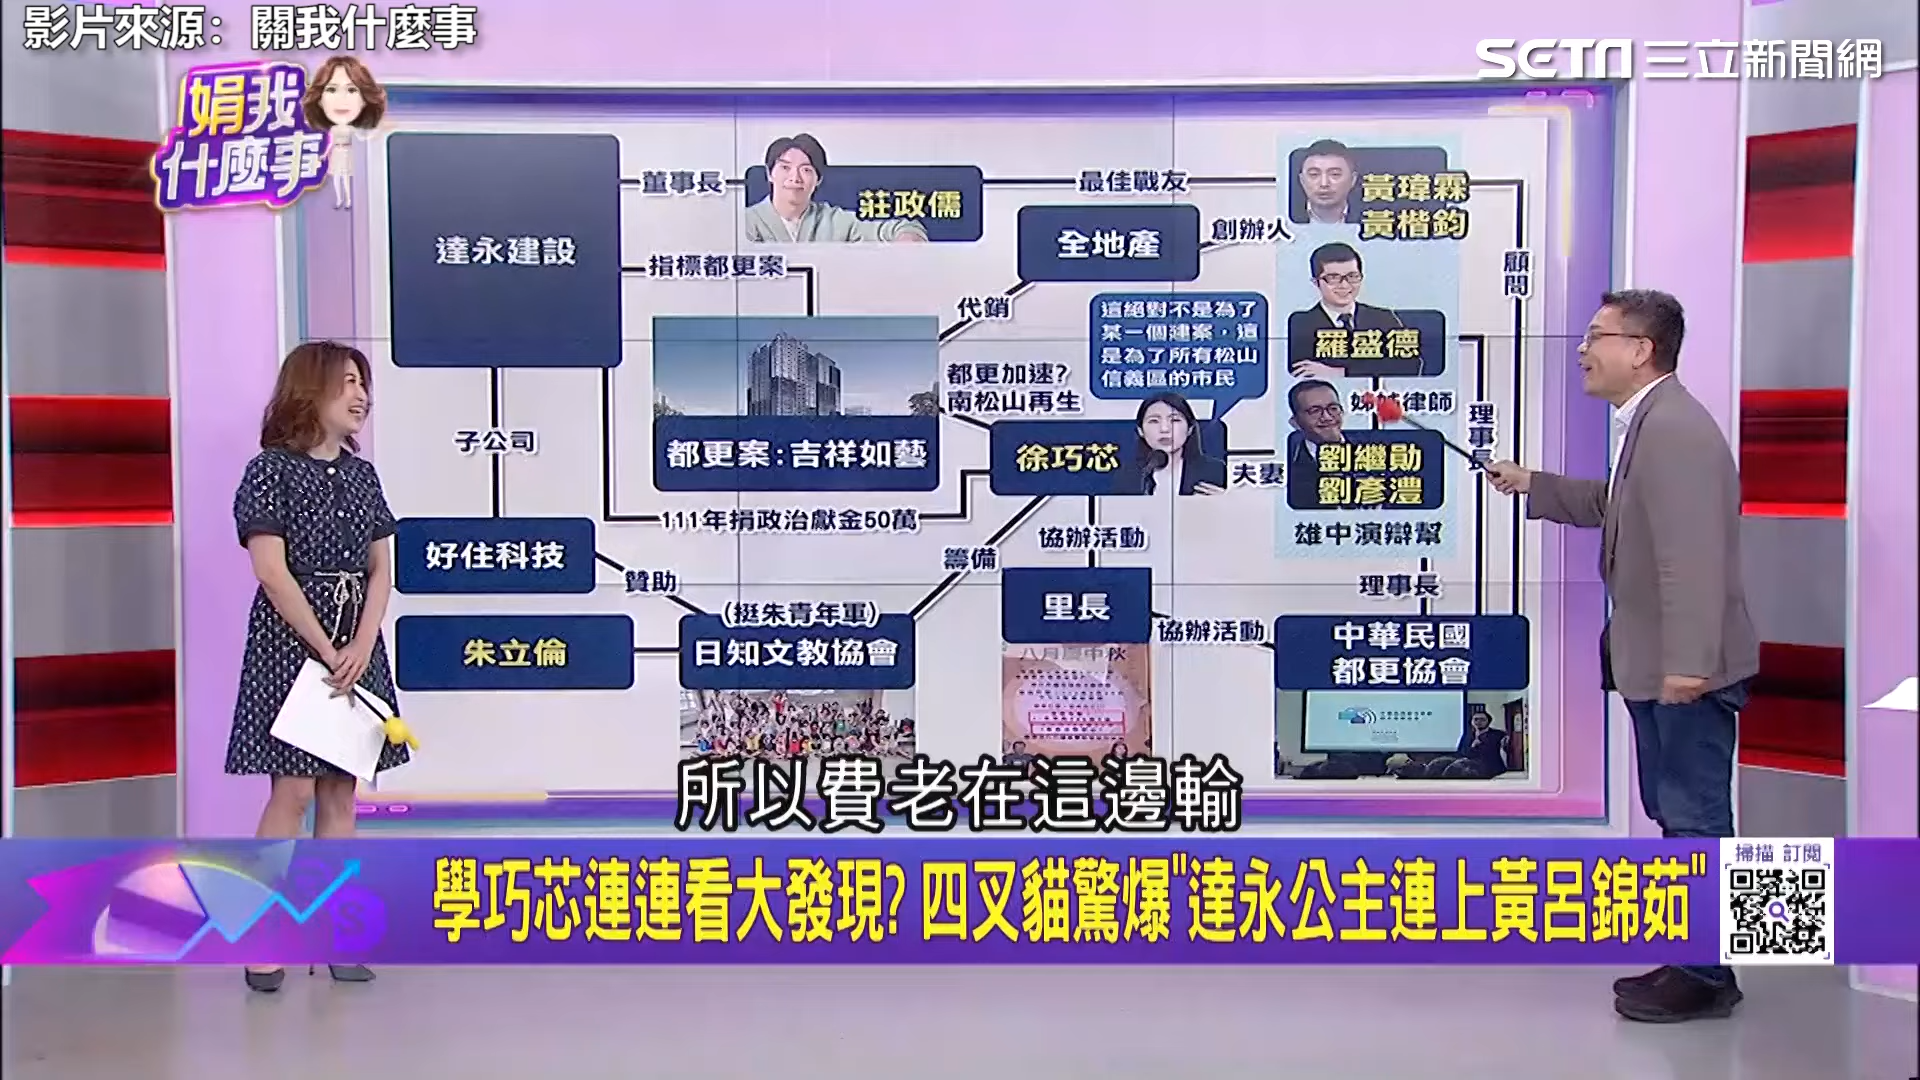 影片來源：關我什麼事
SETN三立新聞網
娟我
什麼事
達永建設
董事長
莊政儒
最佳戰友
黃瑋霖
黃楷鈞
全地產
創辦人
顧問
指標都更案
代銷
這絕對不是為了
某一個建案，這
是為了所有松山
信義區的市民
羅盛德
都更加速?
南松山再生
姊妹律師
理事長
子公司
都更案:吉祥如藝
徐巧芯
夫妻
劉繼勛
劉彥澧
111年捐政治獻金50萬
雄中演辯幫
好住科技
贊助
籌備
協辦活動
理事長
朱立倫
(挺朱青年軍)
日知文教協會
里長
協辦活動
中華民國
都更協會
八月慶中秋
所以費老在這邊輸
學巧芯連連看大發現? 四叉貓驚爆"達永公主連上黃呂錦茹"
掃描 訂閱